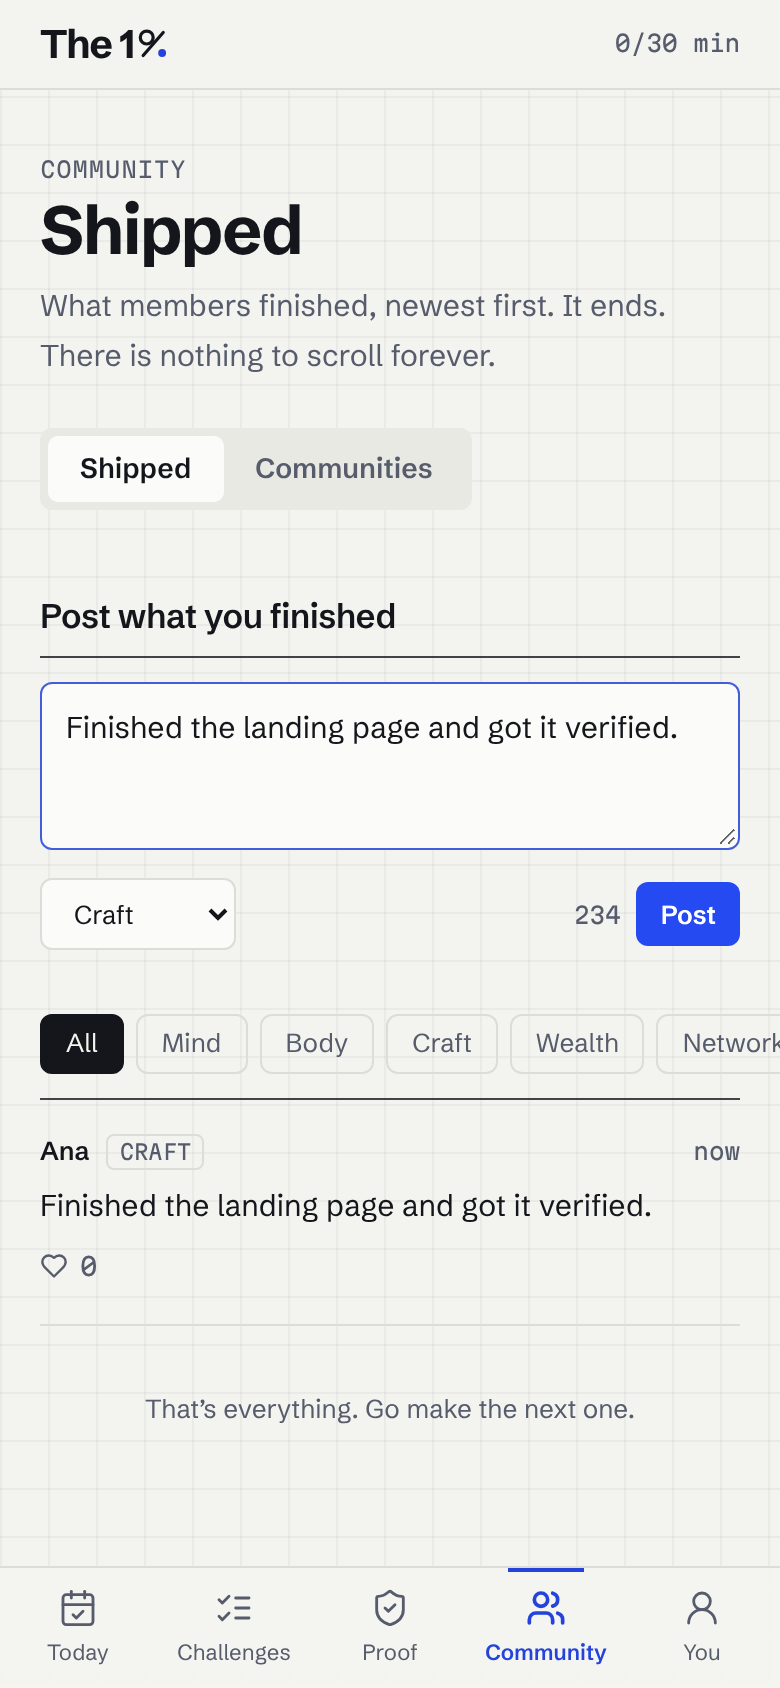 The 1%.
0/30 min
COMMUNITY
Shipped
What members finished, newest first. It ends.
There is nothing to scroll forever.
Shipped Communities
Post what you finished
Finished the landing page and got it verified.
Craft 234 Post
All Mind Body Craft Wealth Network
Ana CRAFT now
Finished the landing page and got it verified.
0
That’s everything. Go make the next one.
Today Challenges Proof Community You